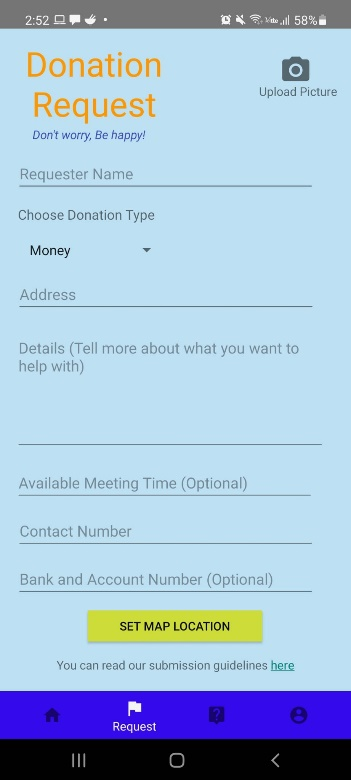 2:52
58%
Donation
Request
Don't worry, Be happy!
Upload Picture
Requester Name
Choose Donation Type
Money
Address
Details (Tell more about what you want to
help with)
Available Meeting Time (Optional)
Contact Number
Bank and Account Number (Optional)
SET MAP LOCATION
You can read our submission guidelines here
Request